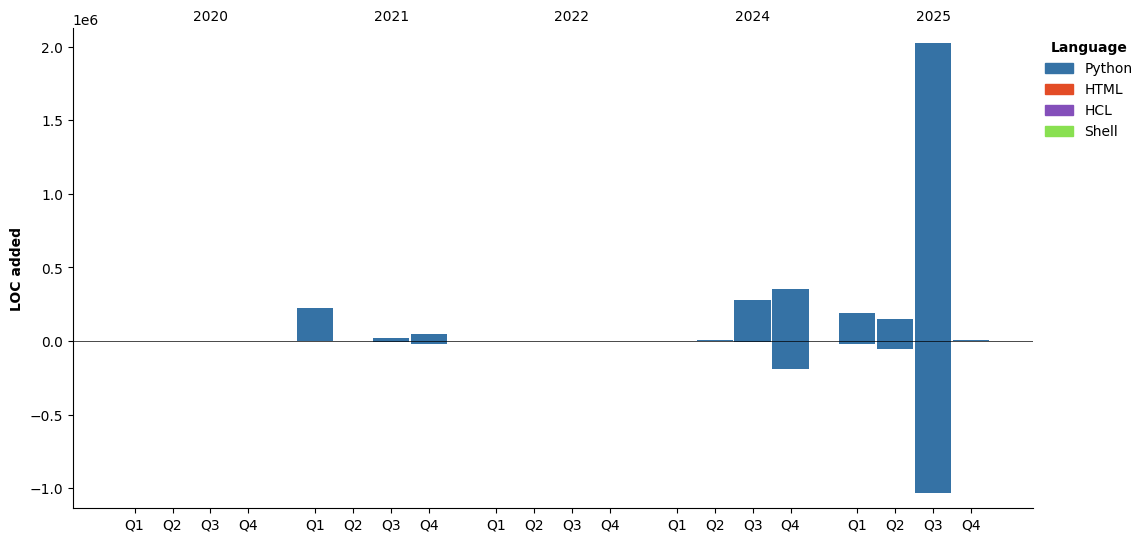 1e6
2020 2021 2022 2024 2025
Language
Python
HTML
HCL
Shell
LOC added
2.0
1.5
1.0
0.5
0.0
−0.5
−1.0
Q1 Q2 Q3 Q4 Q1 Q2 Q3 Q4 Q1 Q2 Q3 Q4 Q1 Q2 Q3 Q4 Q1 Q2 Q3 Q4